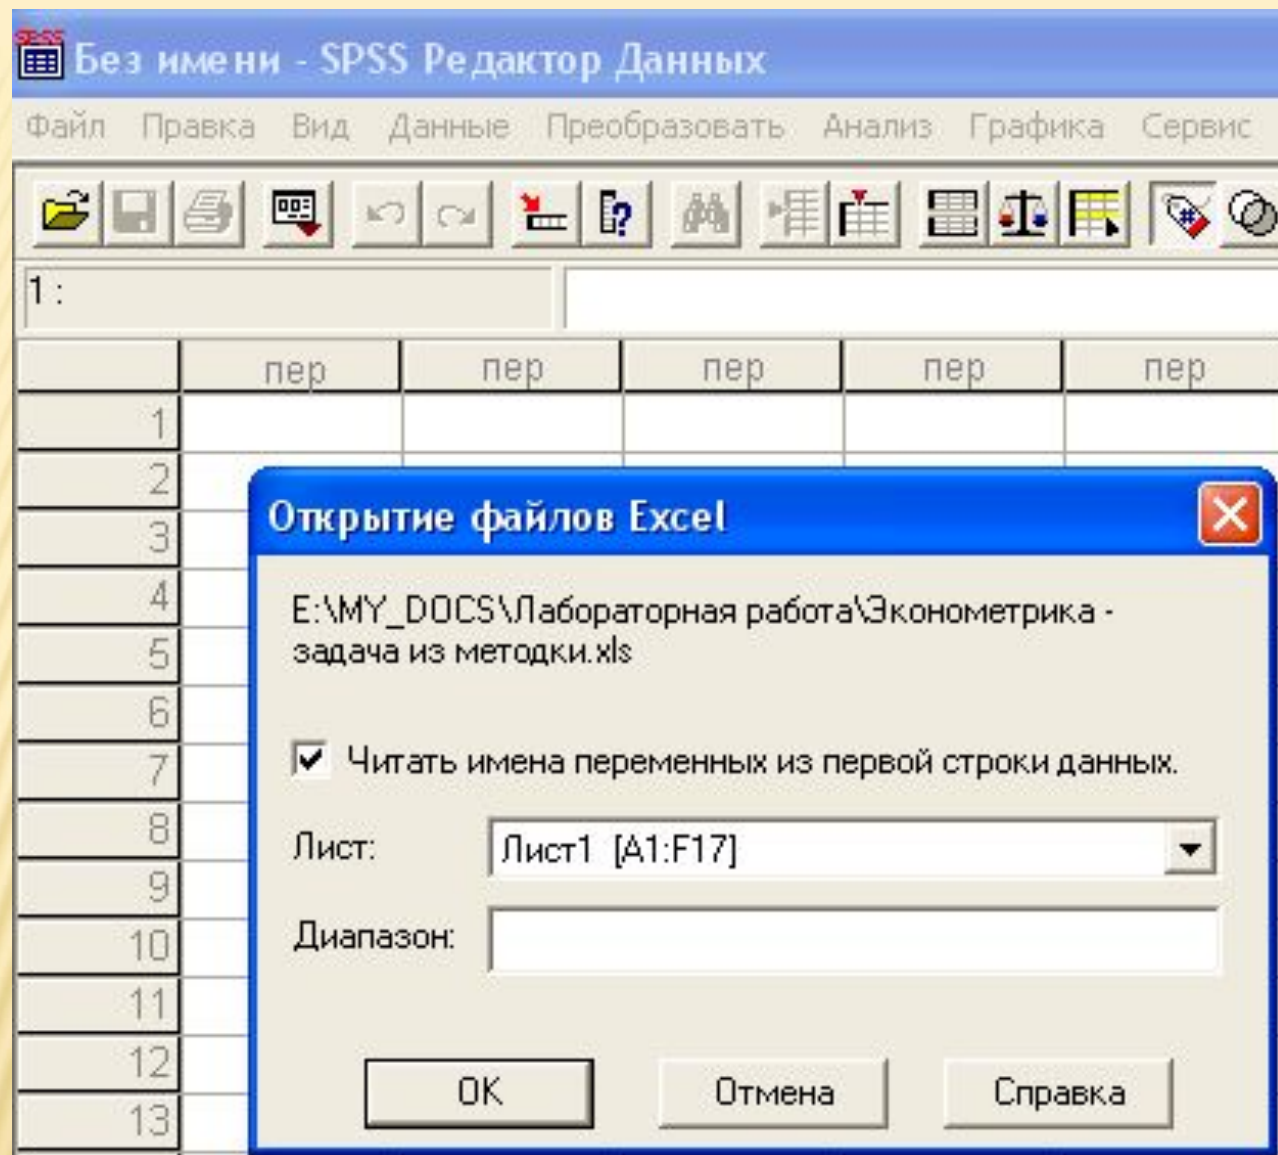 SPSS
Без имени - SPSS Редактор Данных
Файл Правка Вид Данные Преобразовать Анализ Графика Сервис
1 :
пер пер пер пер пер
1
2
3
4
5
6
7
8
9
10
11
12
13
Открытие файлов Excel
E:\MY_DOCS\Лабораторная работа\Эконометрика -
задача из методки.xls
Читать имена переменных из первой строки данных.
Лист: Лист1 [A1:F17]
Диапазон:
OK Отмена Справка